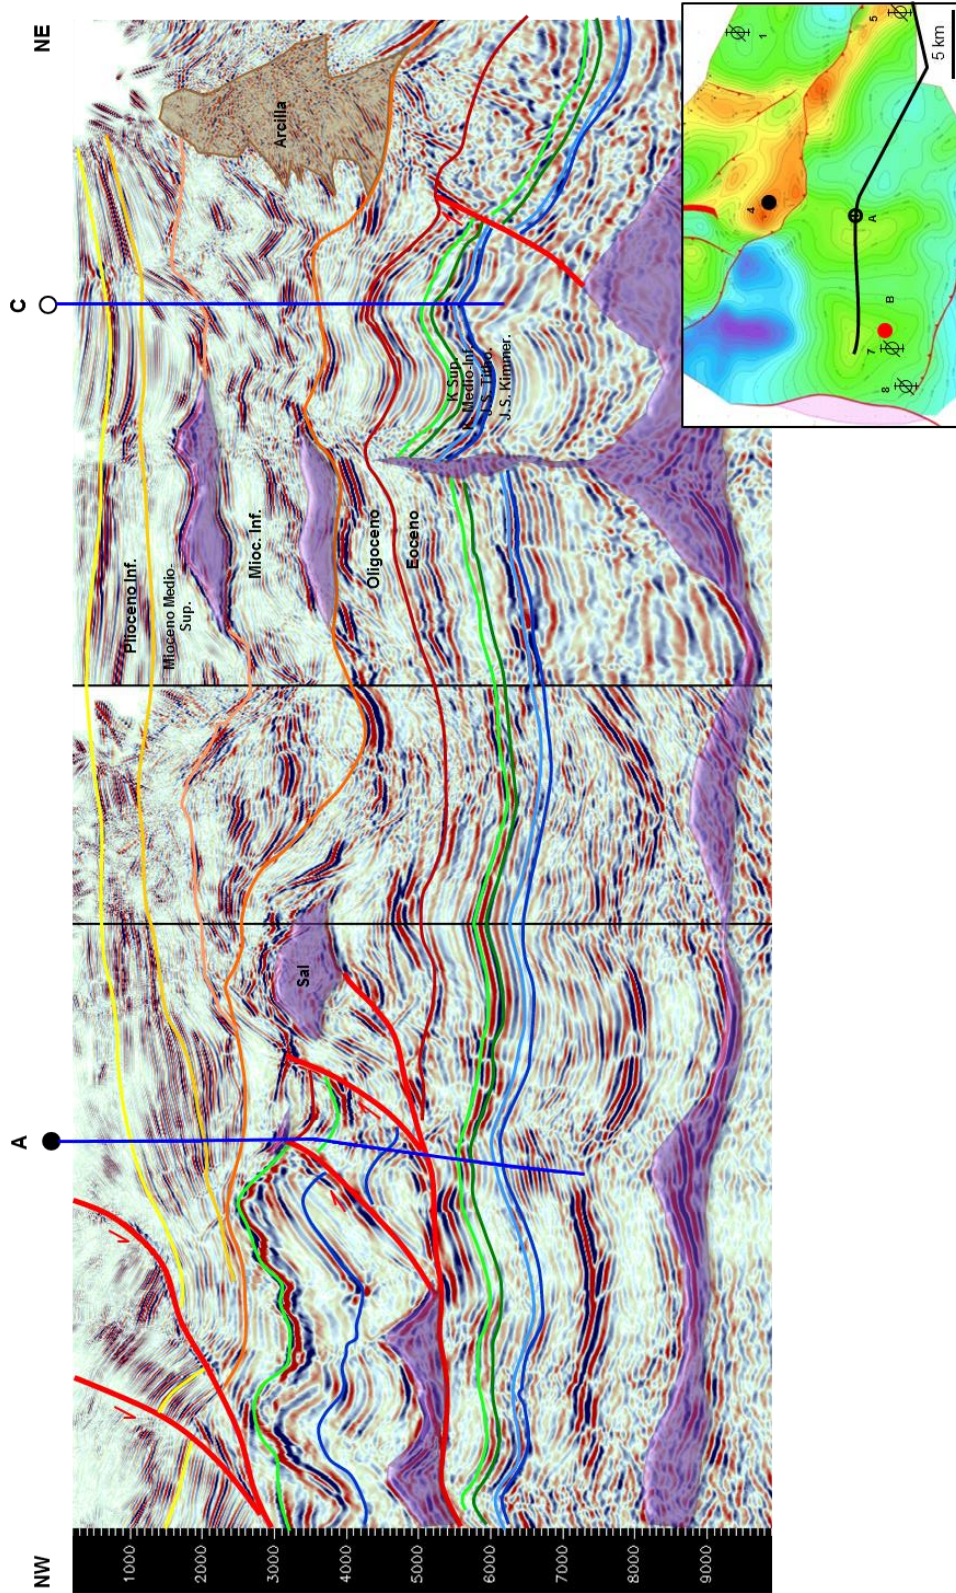 NW
A
C
NE
Plioceno Inf.
Mioceno Medio-
Sup.
Mioc. Inf.
Arcilla
Sal
Oligoceno
Eoceno
K Sup.
K Medio-Inf.
J.S. Titho.
J.S. Kimmer.
1000
2000
3000
4000
5000
6000
7000
8000
9000
1
5
4
A
B
7
8
5 km